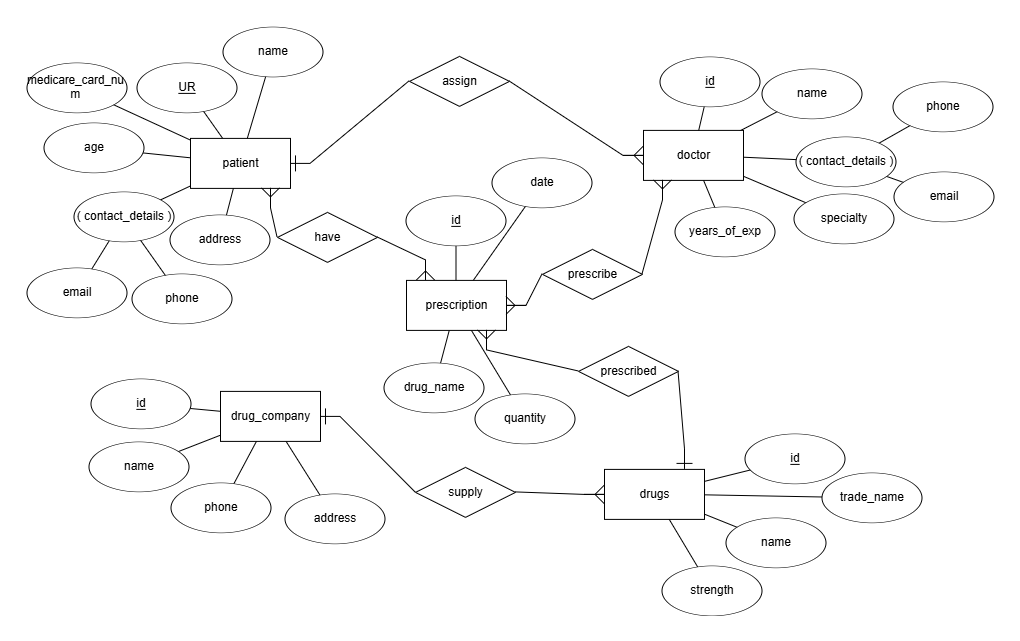 name
assign
medicare_card_nu
m
UR
id
name
phone
age
patient
doctor
( contact_details )
date
email
( contact_details )
address
id
specialty
years_of_exp
have
prescribe
email
phone
prescription
prescribed
drug_name
quantity
id
drug_company
name
id
supply
drugs
trade_name
phone
address
name
strength